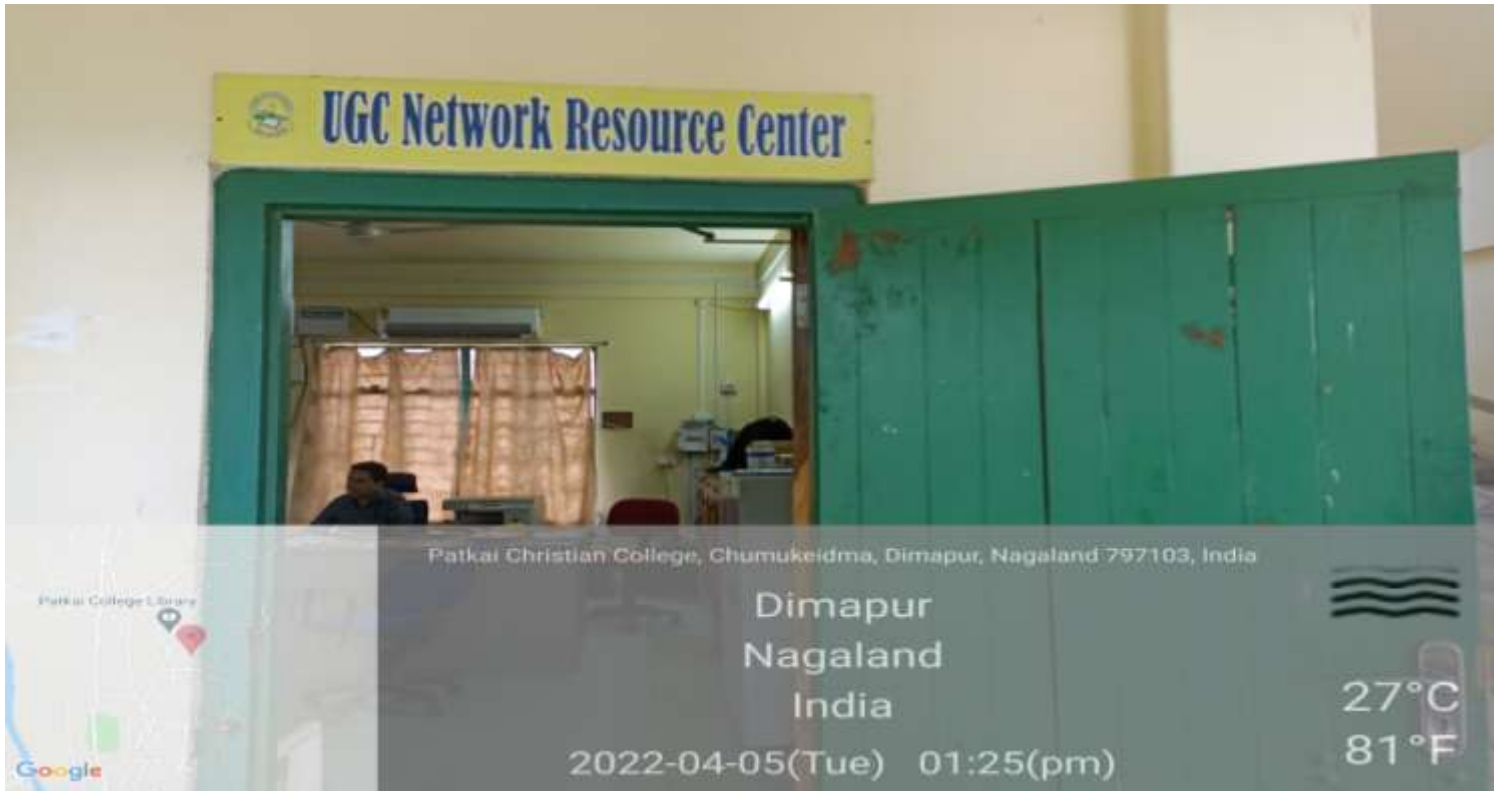 UGC Network Resource Center
Patkai Christian College, Chumukeidma, Dimapur, Nagaland 797103, India
Patkai College Library
Dimapur
Nagaland
India
27°C
2022-04-05(Tue) 01:25(pm)
81°F
Google